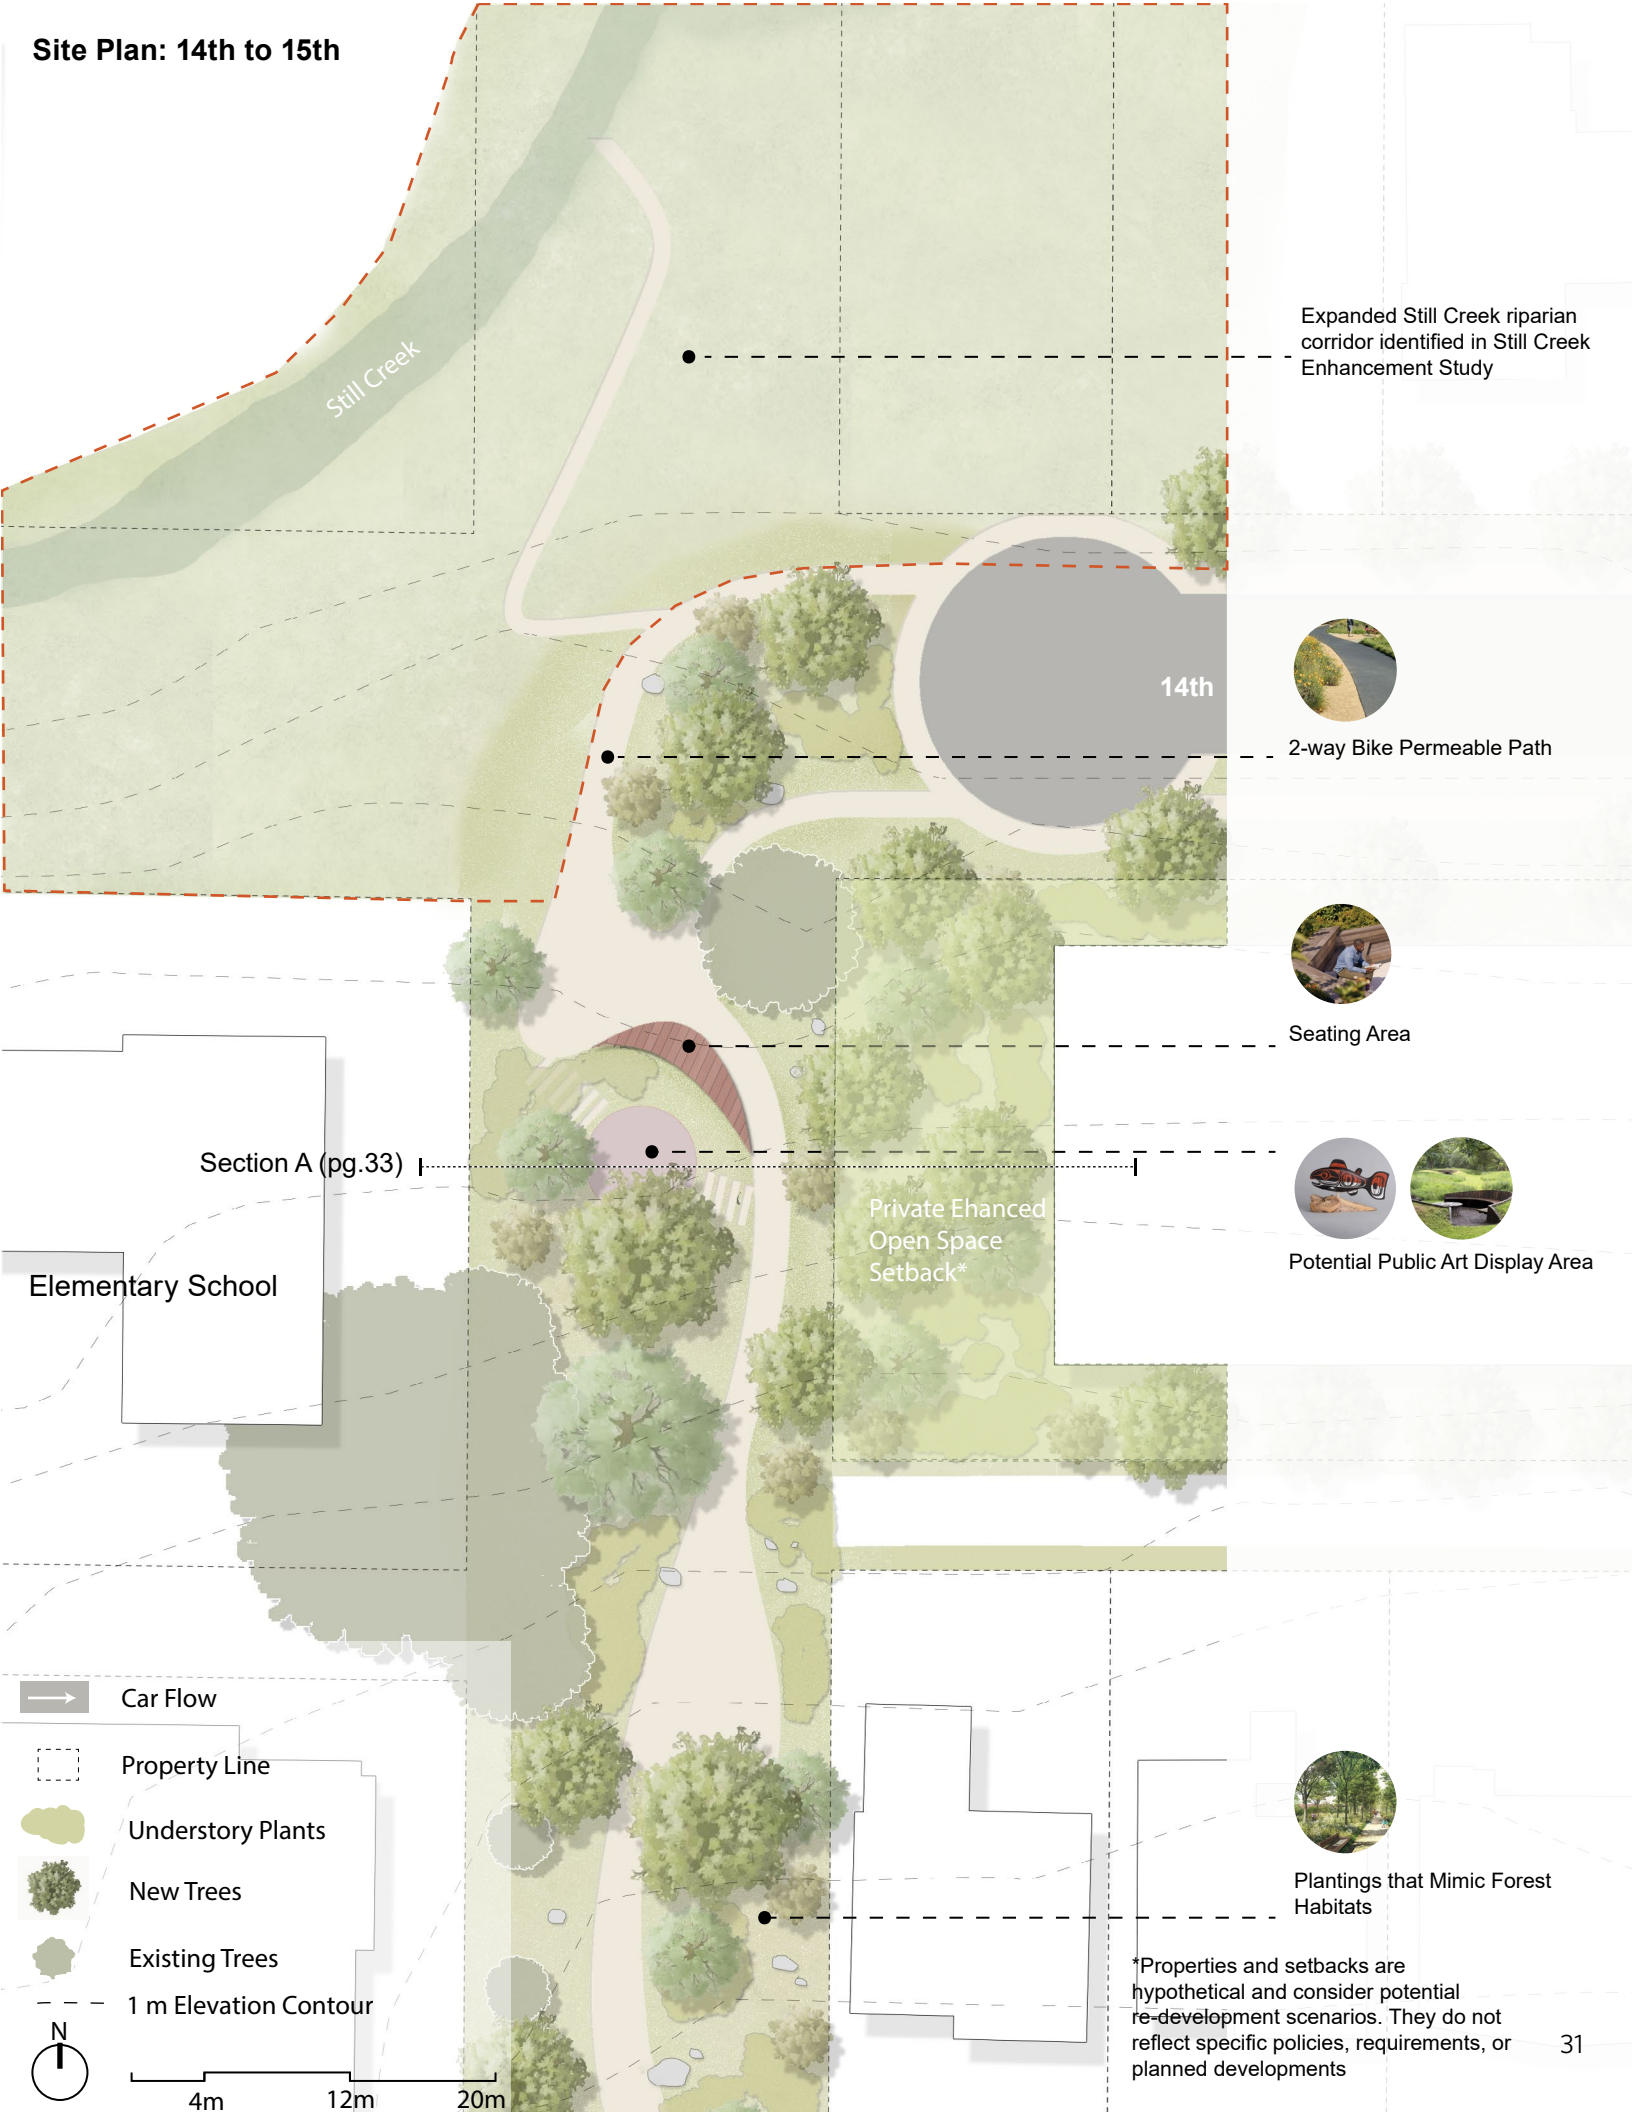 Site Plan: 14th to 15th
Still Creek
Expanded Still Creek riparian
corridor identified in Still Creek
Enhancement Study
14th
2-way Bike Permeable Path
Seating Area
Section A (pg.33)
Private Ehanced
Open Space
Setback*
Potential Public Art Display Area
Elementary School
Car Flow
Property Line
Understory Plants
New Trees
Existing Trees
1 m Elevation Contour
N
4m
12m
20m
Plantings that Mimic Forest
Habitats
*Properties and setbacks are
hypothetical and consider potential
re-development scenarios. They do not
reflect specific policies, requirements, or
planned developments
31